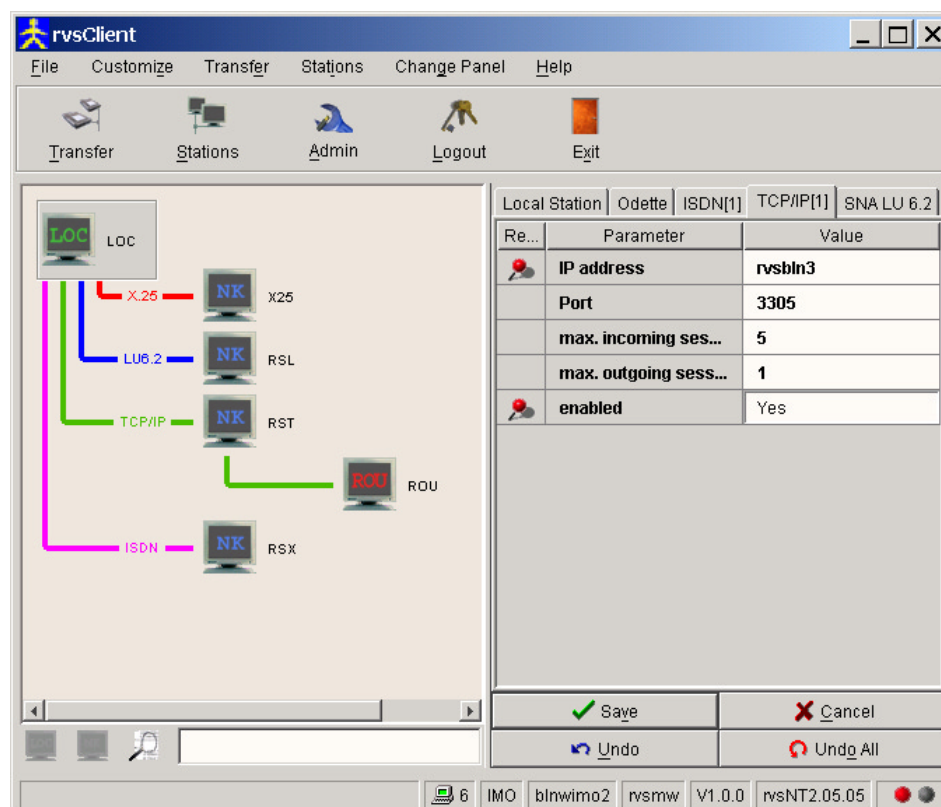 rvsClient
File Customize Transfer Stations Change Panel Help
Transfer Stations Admin Logout Exit
LOC LOC
X.25 NK X25
LU6.2 NK RSL
TCP/IP NK RST
ROU ROU
ISDN NK RSX
Local Station Odette ISDN[1] TCP/IP[1] SNA LU 6.2
Re... Parameter Value
IP address rvsbln3
Port 3305
max. incoming ses... 5
max. outgoing sess... 1
enabled Yes
Save Cancel
Undo Undo All
6 IMO blnwimo2 rvsmw V1.0.0 rvsNT2.05.05